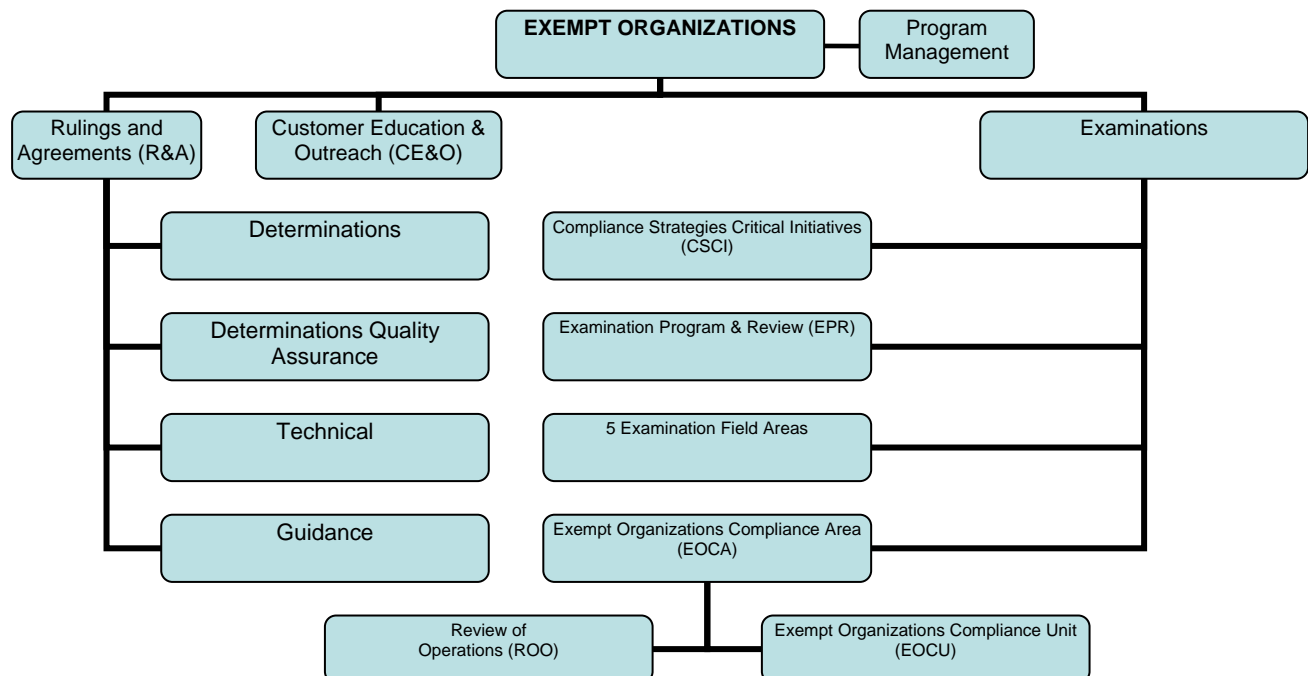 EXEMPT ORGANIZATIONS
Program
Management
Rulings and
Agreements (R&A)
Customer Education &
Outreach (CE&O)
Examinations
Determinations
Compliance Strategies Critical Initiatives
(CSCI)
Determinations Quality
Assurance
Examination Program & Review (EPR)
Technical
5 Examination Field Areas
Guidance
Exempt Organizations Compliance Area
(EOCA)
Review of
Operations (ROO)
Exempt Organizations Compliance Unit
(EOCU)